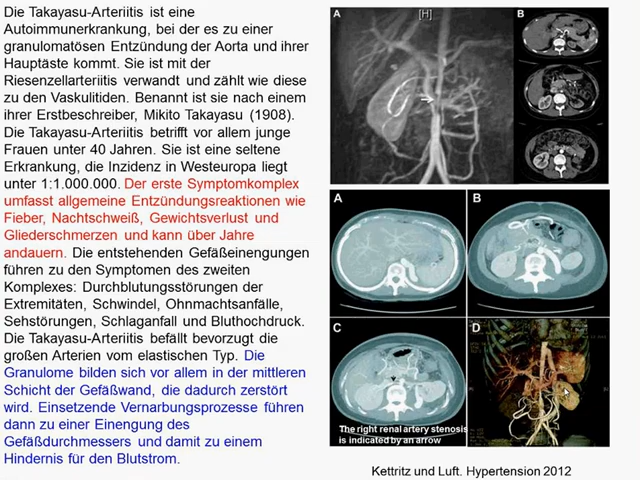 Die Takayasu-Arteriitis ist eine
Autoimmunerkrankung, bei der es zu einer
granulomatösen Entzündung der Aorta und ihrer
Hauptäste kommt. Sie ist mit der
Riesenzellarteriitis verwandt und zählt wie diese
zu den Vaskulitiden. Benannt ist sie nach einem
ihrer Erstbeschreiber, Mikito Takayasu (1908).
Die Takayasu-Arteriitis betrifft vor allem junge
Frauen unter 40 Jahren. Sie ist eine seltene
Erkrankung, die Inzidenz in Westeuropa liegt
unter 1:1.000.000. Der erste Symptomkomplex
umfasst allgemeine Entzündungsreaktionen wie
Fieber, Nachtschweiß, Gewichtsverlust und
Gliederschmerzen und kann über Jahre
andauern. Die entstehenden Gefäßeinengungen
führen zu den Symptomen des zweiten
Komplexes: Durchblutungsstörungen der
Extremitäten, Schwindel, Ohnmachtsanfälle,
Sehstörungen, Schlaganfall und Bluthochdruck.
Die Takayasu-Arteriitis befällt bevorzugt die
großen Arterien vom elastischen Typ. Die
Granulome bilden sich vor allem in der mittleren
Schicht der Gefäßwand, die dadurch zerstört
wird. Einsetzende Vernarbungsprozesse führen
dann zu einer Einengung des
Gefäßdurchmessers und damit zu einem
Hindernis für den Blutstrom.
A
[H]
B
A
B
C
D
The right renal artery stenosis
is indicated by an arrow
Kettritz und Luft. Hypertension 2012